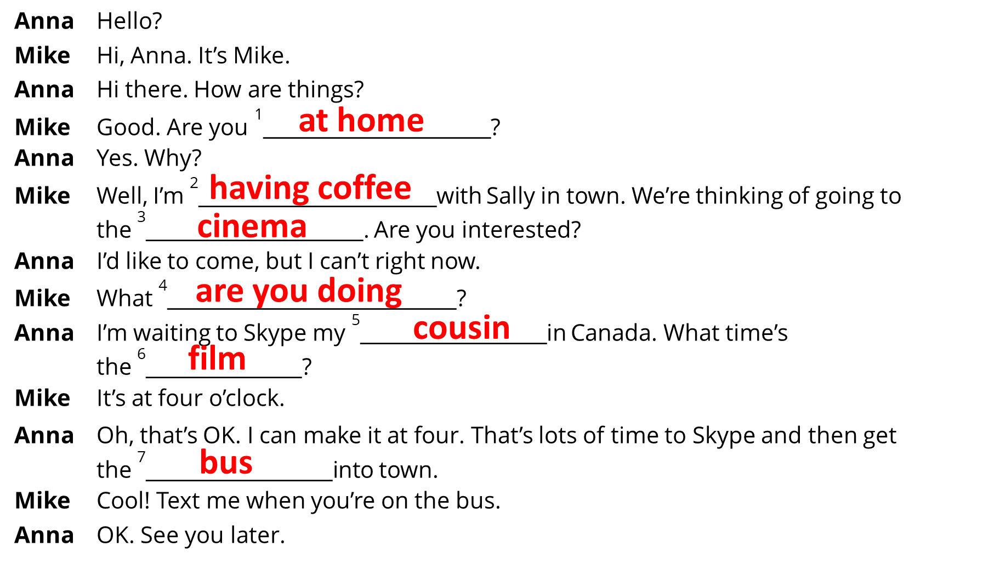 Anna Hello?
Mike Hi, Anna. It’s Mike.
Anna Hi there. How are things?
Mike Good. Are you 1 at home?
Anna Yes. Why?
Mike Well, I’m 2 having coffee with Sally in town. We’re thinking of going to
the 3 cinema. Are you interested?
Anna I’d like to come, but I can’t right now.
Mike What 4 are you doing?
Anna I’m waiting to Skype my 5 cousin in Canada. What time’s
the 6 film?
Mike It’s at four o’clock.
Anna Oh, that’s OK. I can make it at four. That’s lots of time to Skype and then get
the 7 bus into town.
Mike Cool! Text me when you’re on the bus.
Anna OK. See you later.